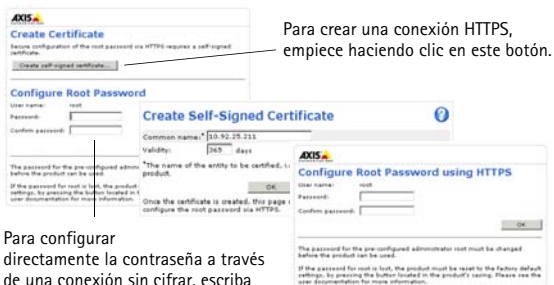 AXIS
Create Certificate
Secure configuration of the root password via HTTPS requires a self-signed
certificate.
Create self-signed certificate...
Para crear una conexión HTTPS,
empiece haciendo clic en este botón.
Configure Root Password
User name: root
Password:
Confirm password:
The password for the pre-configured admin
before the password can be used.
If the password for root is lost, the product
settings, by pressing the button located in t
user documentation for more information.
Create Self-Signed Certificate
Common name:* 10.92.25.211
Validity: 365 days
*The name of the entity to be certified, i.
product.
OK
Once the certificate is created, this page
configure the root password via HTTPS.
AXIS
Configure Root Password using HTTPS
User name: root
Password:
Confirm password:
OK
The password for the pre-configured administrator root must be changed
before the product can be used.
If the password for root is lost, the product must be reset to the factory default
settings, by pressing the button located in the product's casing. Please see the
user documentation for more information.
Para configurar
directamente la contraseña a través
de una conexión sin cifrar, escriba